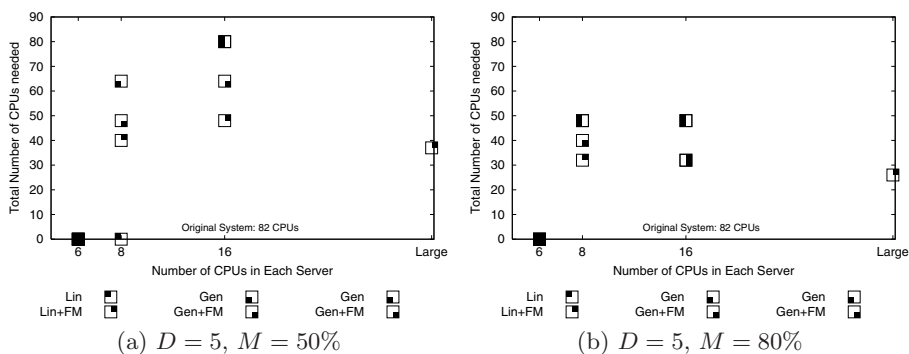 90
80
70
60
50
40
30
20
10
0
Total Number of CPUs needed
Original System: 82 CPUs
6 8 16 Large
Number of CPUs in Each Server
Lin Gen Gen
Lin+FM Gen+FM Gen+FM
(a) D = 5, M = 50%
90
80
70
60
50
40
30
20
10
0
Total Number of CPUs needed
Original System: 82 CPUs
6 8 16 Large
Number of CPUs in Each Server
Lin Gen Gen
Lin+FM Gen+FM Gen+FM
(b) D = 5, M = 80%